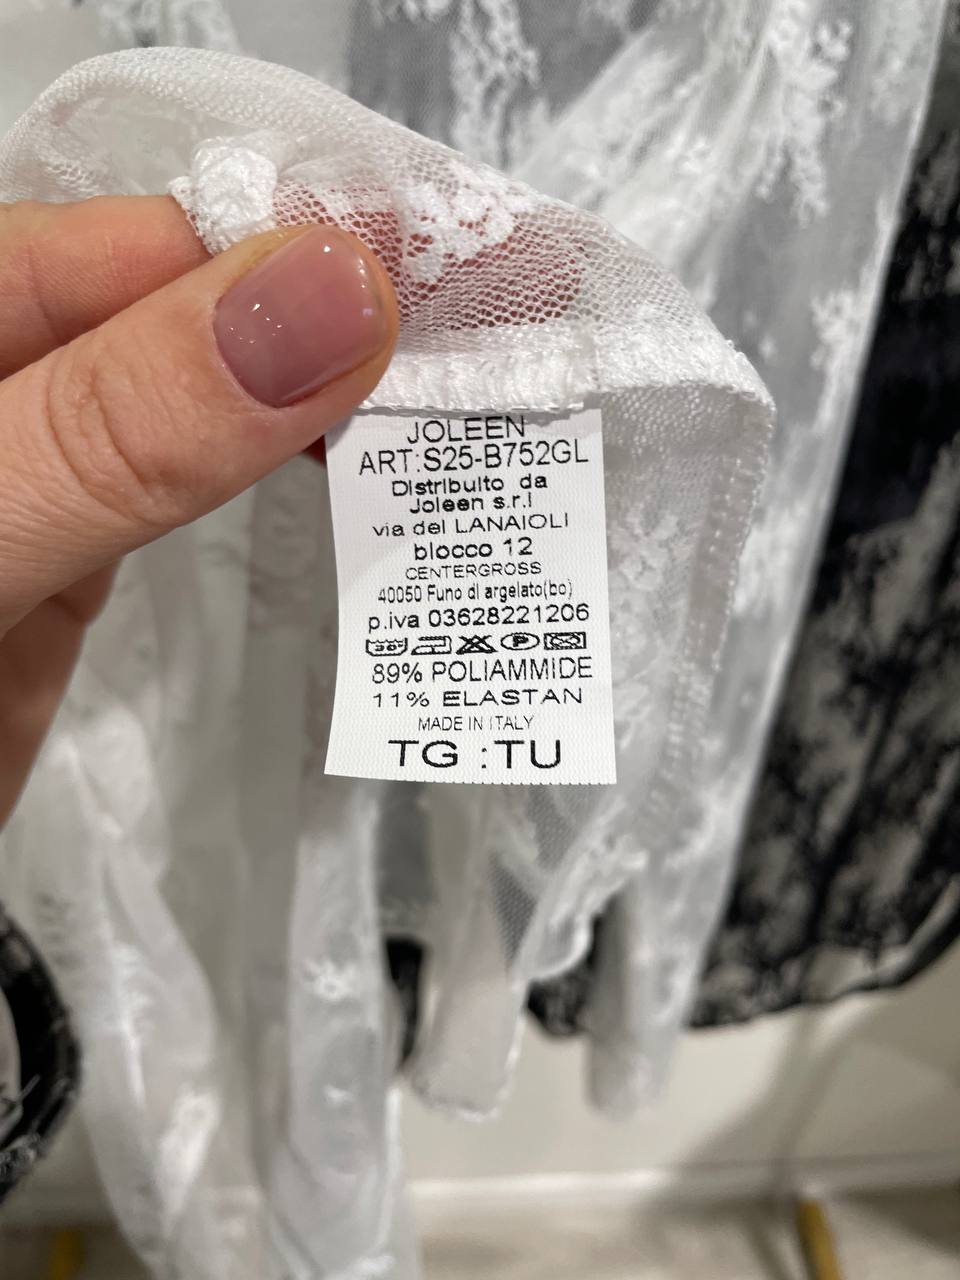 JOLEEN
ART:S25-B752GL
Distribuito da
Joleen s.r.l
via del LANAIOLI
blocco 12
CENTERGROSS
40050 Funo di argelato(bo)
p.iva 03628221206
30 P
89% POLIAMMIDE
11% ELASTAN
MADE IN ITALY
TG :TU